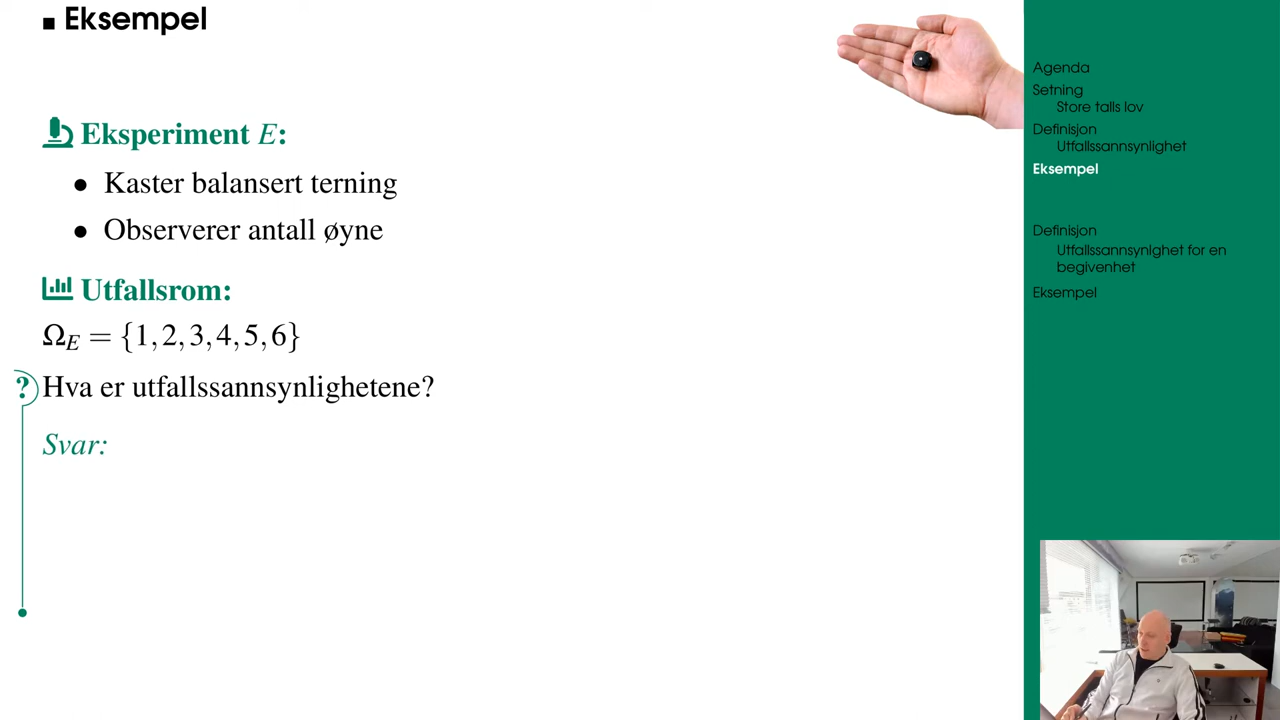 Eksempel
Eksperiment E:
• Kaster balansert terning
• Observerer antall øyne
Utfallsrom:
Ω_E = {1,2,3,4,5,6}
? Hva er utfallssannsynlighetene?
Svar:
Agenda
Setning
Store talls lov
Definisjon
Utfallssannsynlighet
Eksempel
Definisjon
Utfallssannsynlighet for en
begivenhet
Eksempel